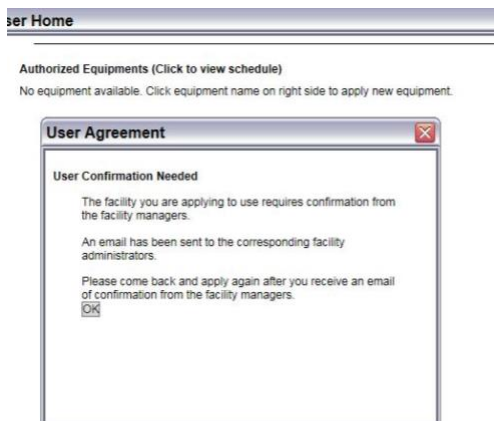 ser Home
Authorized Equipments (Click to view schedule)
No equipment available. Click equipment name on right side to apply new equipment.
User Agreement
User Confirmation Needed
The facility you are applying to use requires confirmation from
the facility managers.
An email has been sent to the corresponding facility
administrators.
Please come back and apply again after you receive an email
of confirmation from the facility managers.
OK